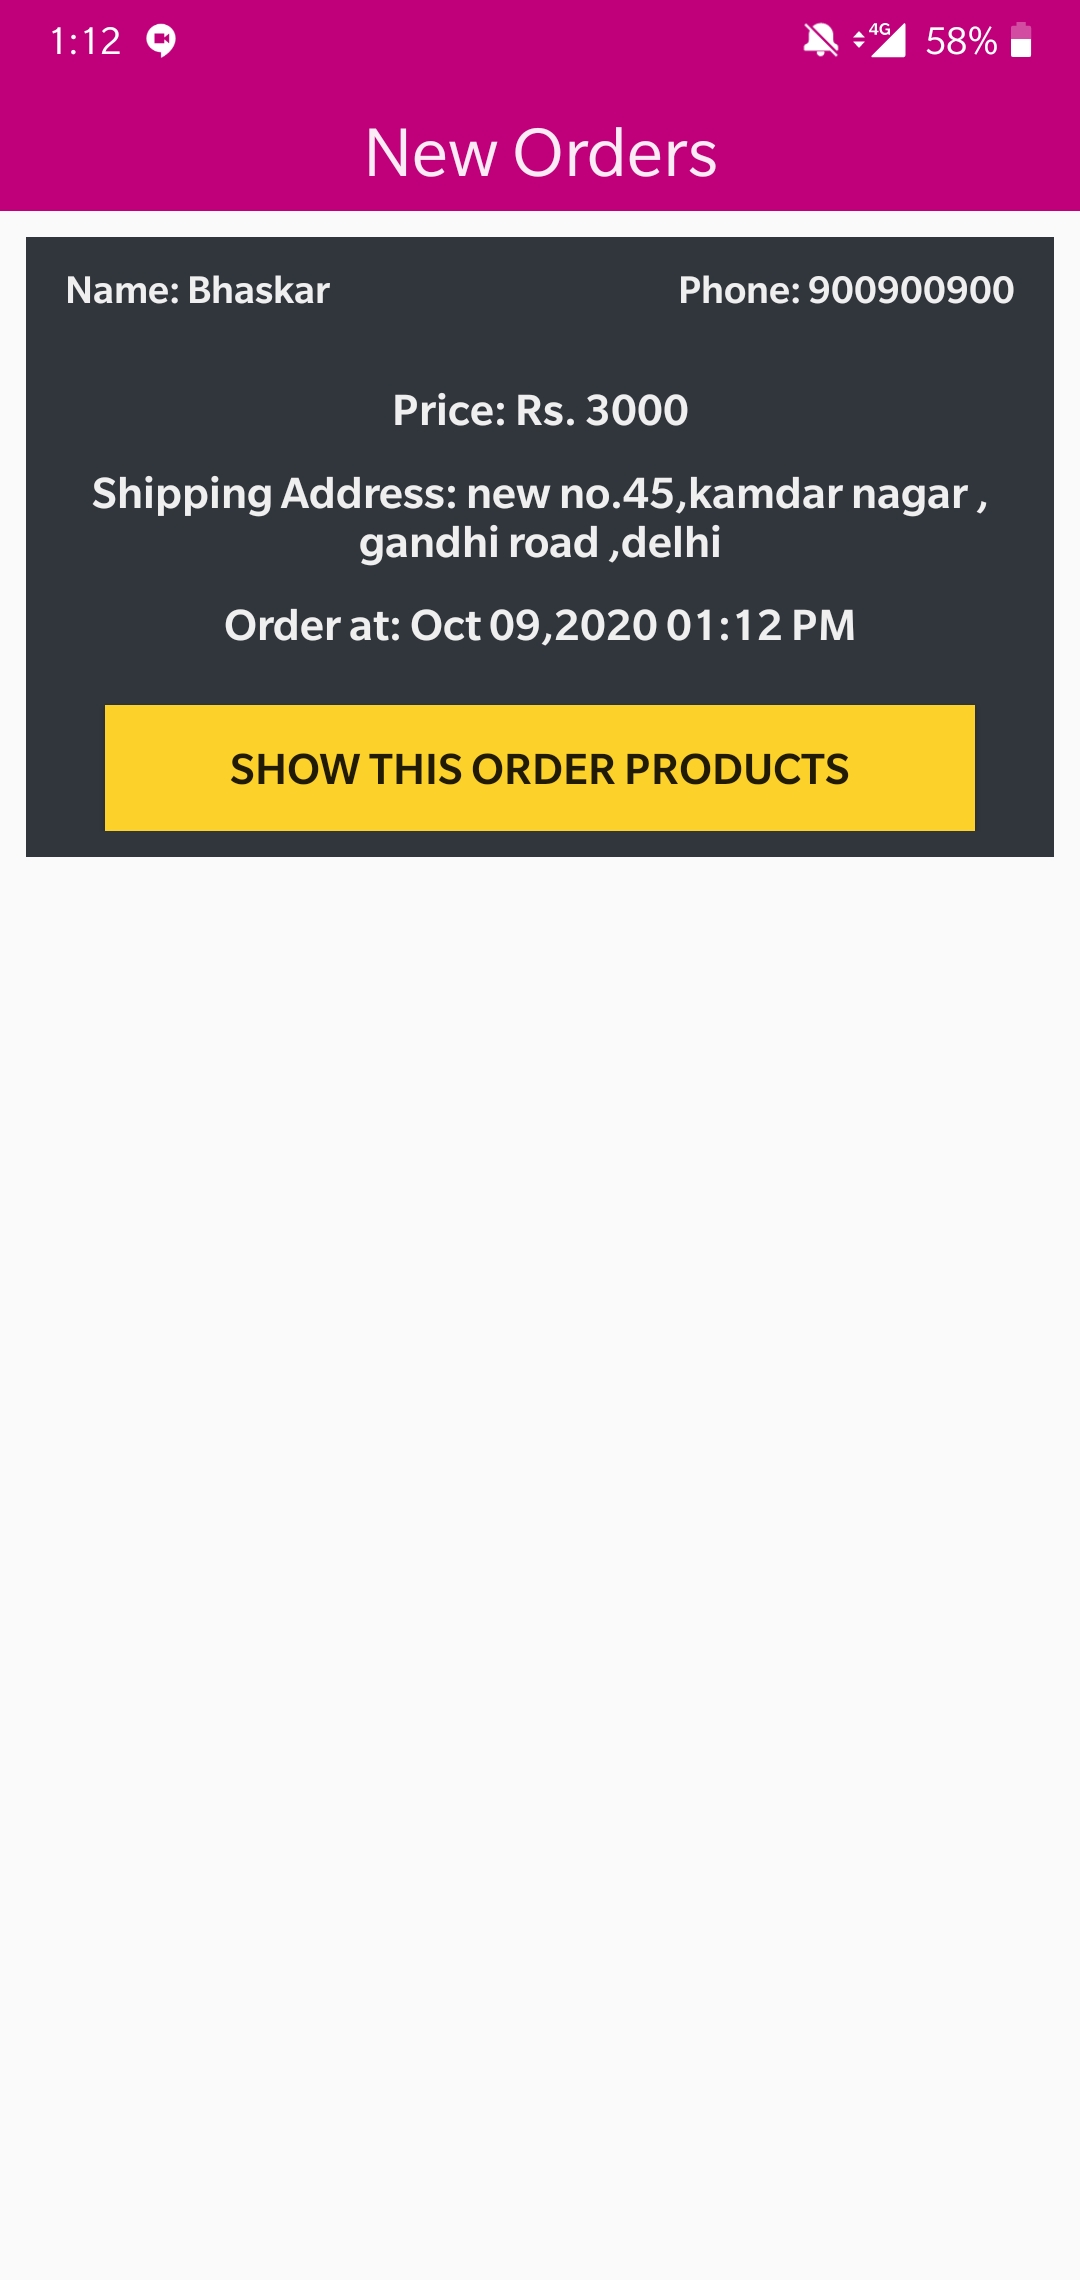 1:12
4G 58%
New Orders
Name: Bhaskar Phone: 900900900
Price: Rs. 3000
Shipping Address: new no.45,kamdar nagar ,
gandhi road ,delhi
Order at: Oct 09,2020 01:12 PM
SHOW THIS ORDER PRODUCTS